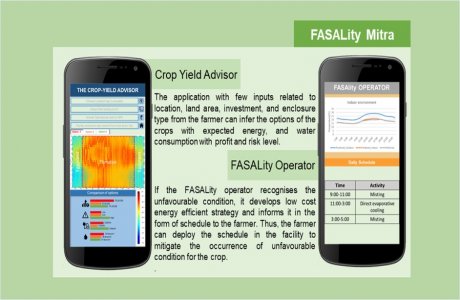 FASALity Mitra
Crop Yield Advisor
The application with few inputs related to
location, land area, investment, and enclosure
type from the farmer can infer the options of the
crops with expected energy, and water
consumption with profit and risk level.
FASALity Operator
If the FASALity operator recognises the
unfavourable condition, it develops low cost
energy efficient strategy and informs it in the
form of schedule to the farmer. Thus, the farmer
can deploy the schedule in the facility to
mitigate the occurrence of unfavourable
condition for the crop.
.
THE CROP-YIELD ADVISOR
Comparison of options
FASAlity OPERATOR
Indoor environment
Daily Schedule
Time Activity
9:00-11:00 Misting
11:00-3:00 Direct evaporative
cooling
3:00-5:00 Misting